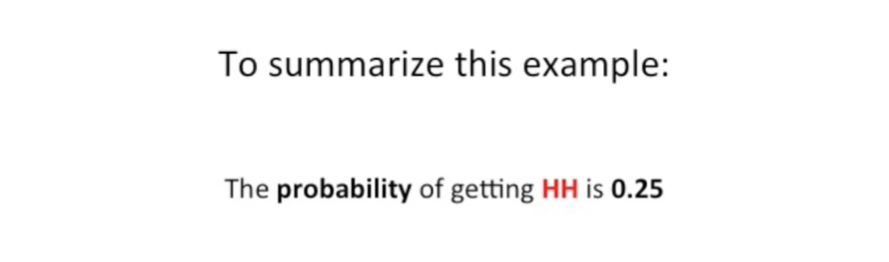 To summarize this example:
The probability of getting HH is 0.25